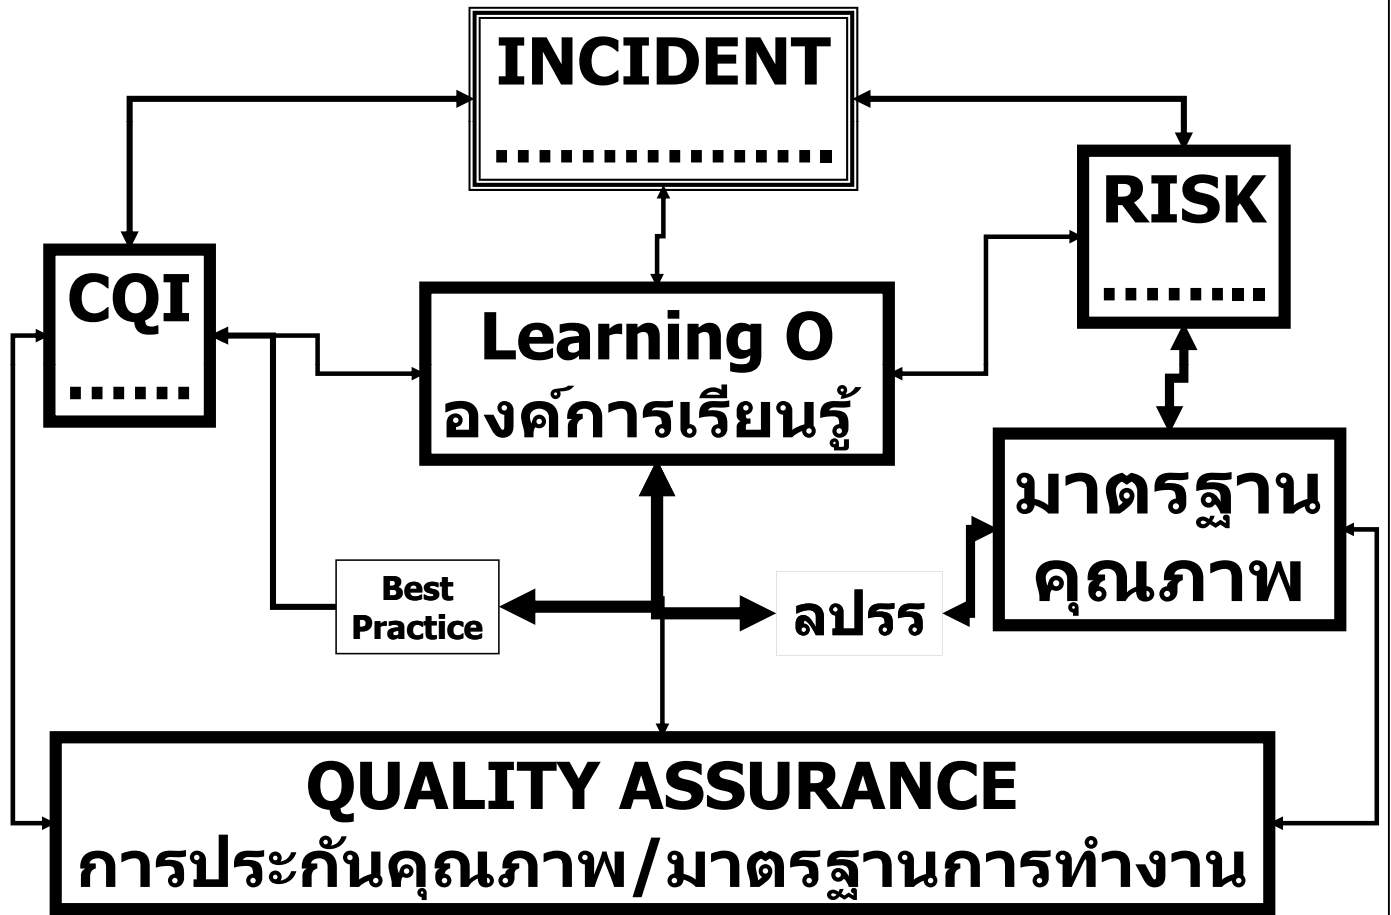 INCIDENT
................
RISK
........
CQI
......
Learning O
องค์การเรียนรู้
มาตรฐาน
คุณภาพ
Best
Practice
ลปรร
QUALITY ASSURANCE
การประกันคุณภาพ/มาตรฐานการทำงาน